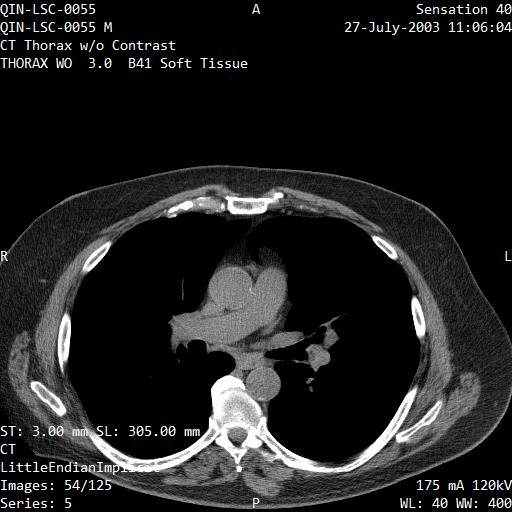 QIN-LSC-0055
A
Sensation 40
QIN-LSC-0055 M
27-July-2003 11:06:04
CT Thorax w/o Contrast
THORAX WO 3.0 B41 Soft Tissue
R
L
ST: 3.00 mm SL: 305.00 mm
CT
LittleEndianImplicit
Images: 54/125
175 mA 120kV
Series: 5
P
WL: 40 WW: 400